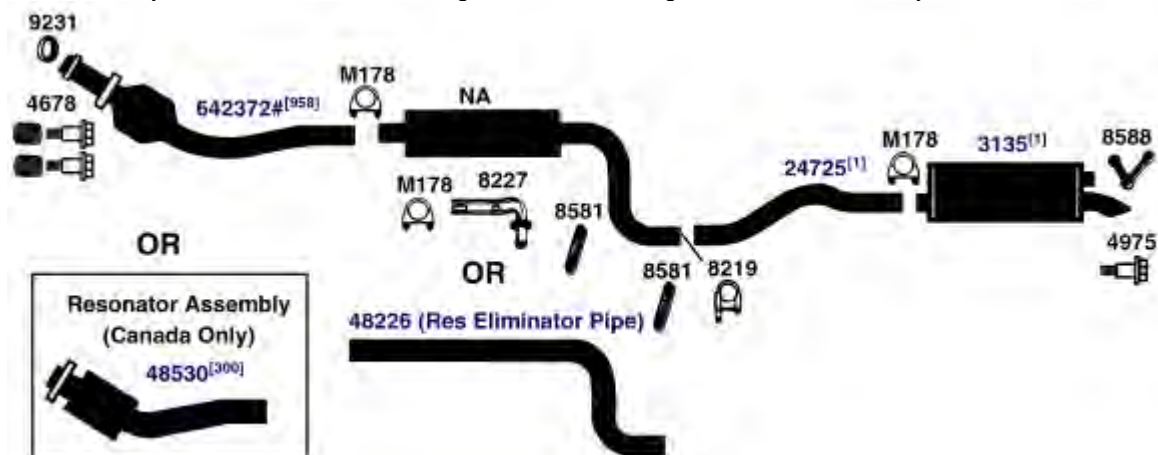 9231
4678
642372#[958]
M178
NA
M178
8227
8581
OR
OR
8581
8219
24725[1]
M178
3135[1]
8588
4975
48226 (Res Eliminator Pipe)
Resonator Assembly
(Canada Only)
48530[300]